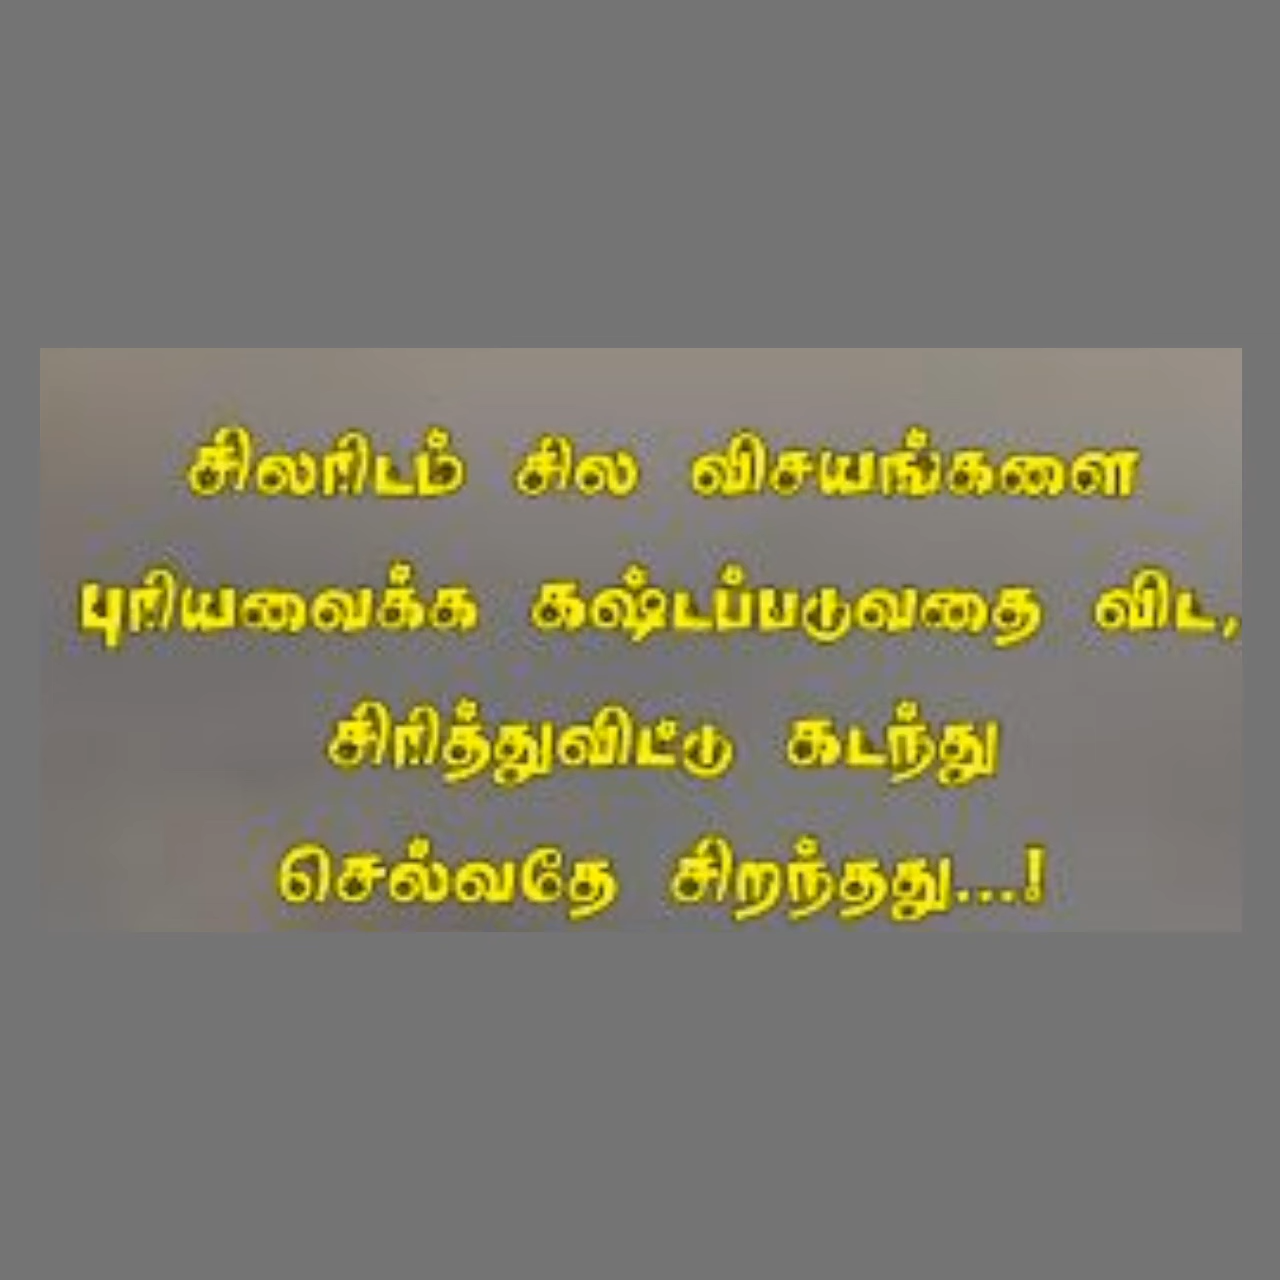 சிலரிடம் சில விசயங்களை
புரியவைக்க கஷ்டப்படுவதை விட,
சிரித்துவிட்டு கடந்து
செல்வதே சிறந்தது...!